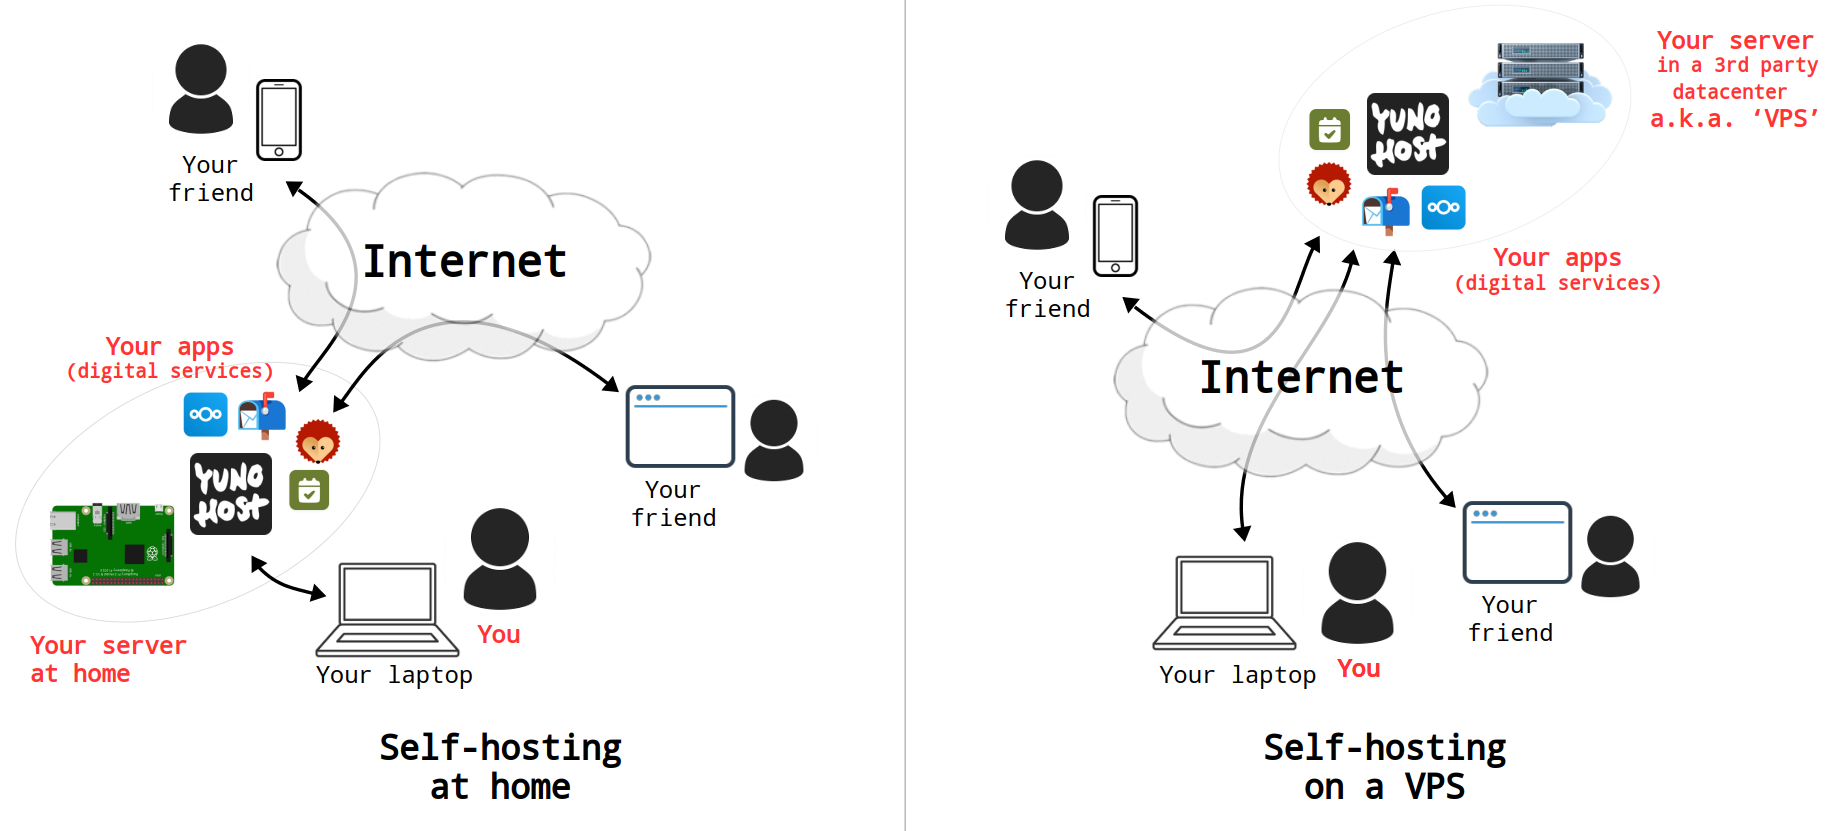 Your
friend
Internet
Your apps
(digital services)
YUNO
HOST
Your
friend
You
Your server
at home
Your laptop
Self-hosting
at home
Your server
in a 3rd party
datacenter
a.k.a. ‘VPS’
YUNO
HOST
Your
friend
Your apps
(digital services)
Internet
Your
friend
Your laptop
You
Self-hosting
on a VPS